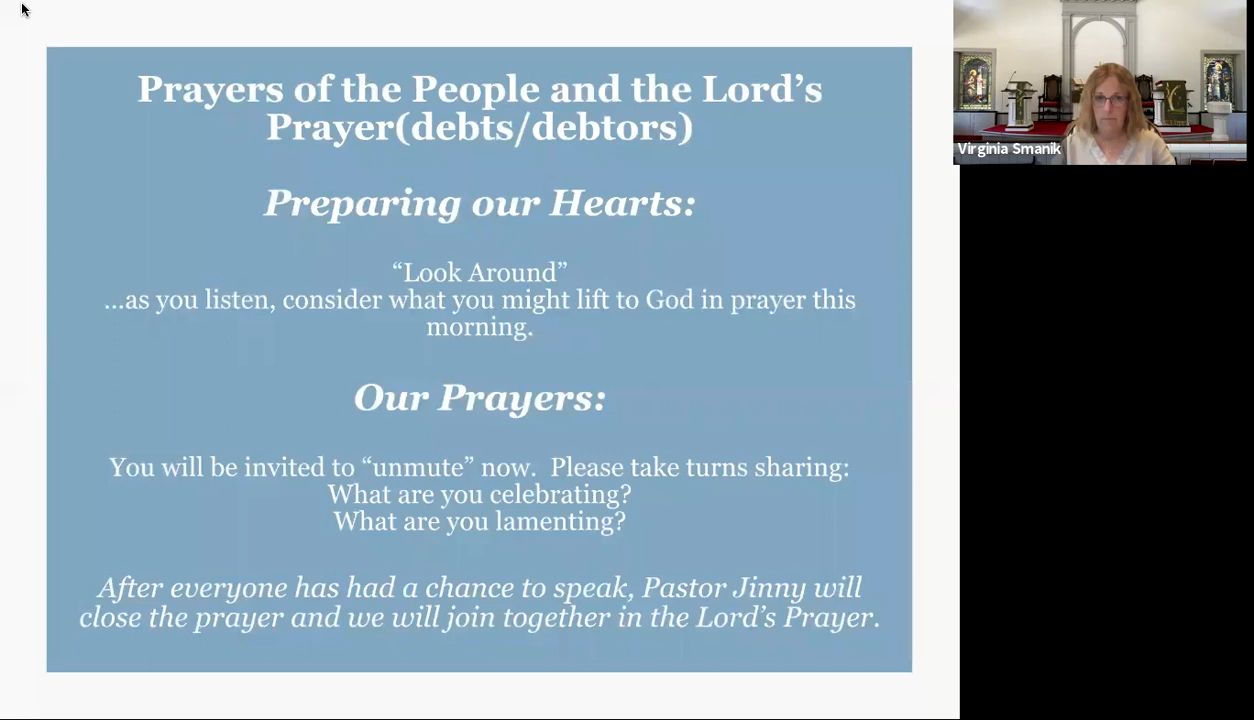 Prayers of the People and the Lord’s
Prayer(debts/debtors)
Preparing our Hearts:
“Look Around”
...as you listen, consider what you might lift to God in prayer this
morning.
Our Prayers:
You will be invited to “unmute” now.  Please take turns sharing:
What are you celebrating?
What are you lamenting?
After everyone has had a chance to speak, Pastor Jinny will
close the prayer and we will join together in the Lord’s Prayer.
Virginia Smanik